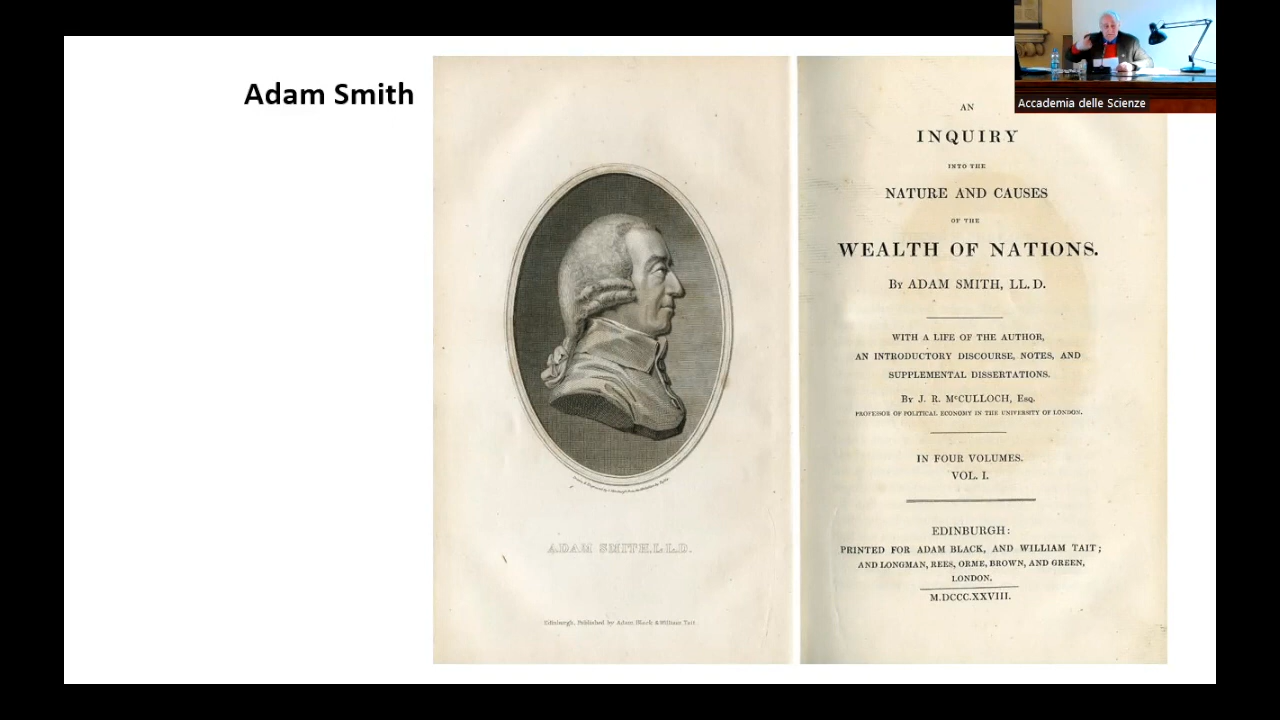 Adam Smith
Accademia delle Scienze
ADAM SMITH, L.L.D.
Edinburgh, Published by Adam Black & William Tait.
AN
INQUIRY
INTO THE
NATURE AND CAUSES
OF THE
WEALTH OF NATIONS.
By ADAM SMITH, LL. D.
WITH A LIFE OF THE AUTHOR,
AN INTRODUCTORY DISCOURSE, NOTES, AND
SUPPLEMENTAL DISSERTATIONS.
By J. R. McCULLOCH, Esq.
PROFESSOR OF POLITICAL ECONOMY IN THE UNIVERSITY OF LONDON.
IN FOUR VOLUMES.
VOL. I.
EDINBURGH:
PRINTED FOR ADAM BLACK, AND WILLIAM TAIT;
AND LONGMAN, REES, ORME, BROWN, AND GREEN,
LONDON.
M.DCCC.XXVIII.